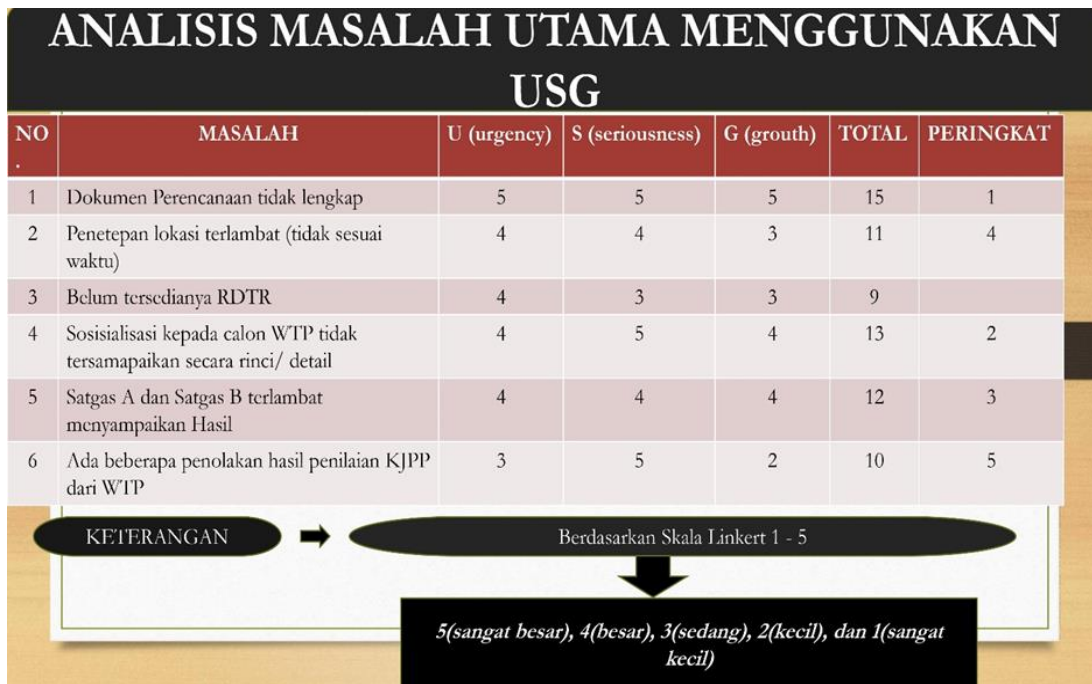 ANALISIS MASALAH UTAMA MENGGUNAKAN
USG
NO
.
MASALAH
U (urgency)
S (seriousness)
G (grouth)
TOTAL
PERINGKAT
1 Dokumen Perencanaan tidak lengkap 5 5 5 15 1
2 Penetepan lokasi terlambat (tidak sesuai 4 4 3 11 4
waktu)
3 Belum tersedianya RDTR 4 3 3 9
4 Sosisialisasi kepada calon WTP tidak 4 5 4 13 2
tersamapaikan secara rinci/ detail
5 Satgas A dan Satgas B terlambat 4 4 4 12 3
menyampaikan Hasil
6 Ada beberapa penolakan hasil penilaian KJPP 3 5 2 10 5
dari WTP
KETERANGAN
Berdasarkan Skala Linkert 1 - 5
5(sangat besar), 4(besar), 3(sedang), 2(kecil), dan 1(sangat
kecil)